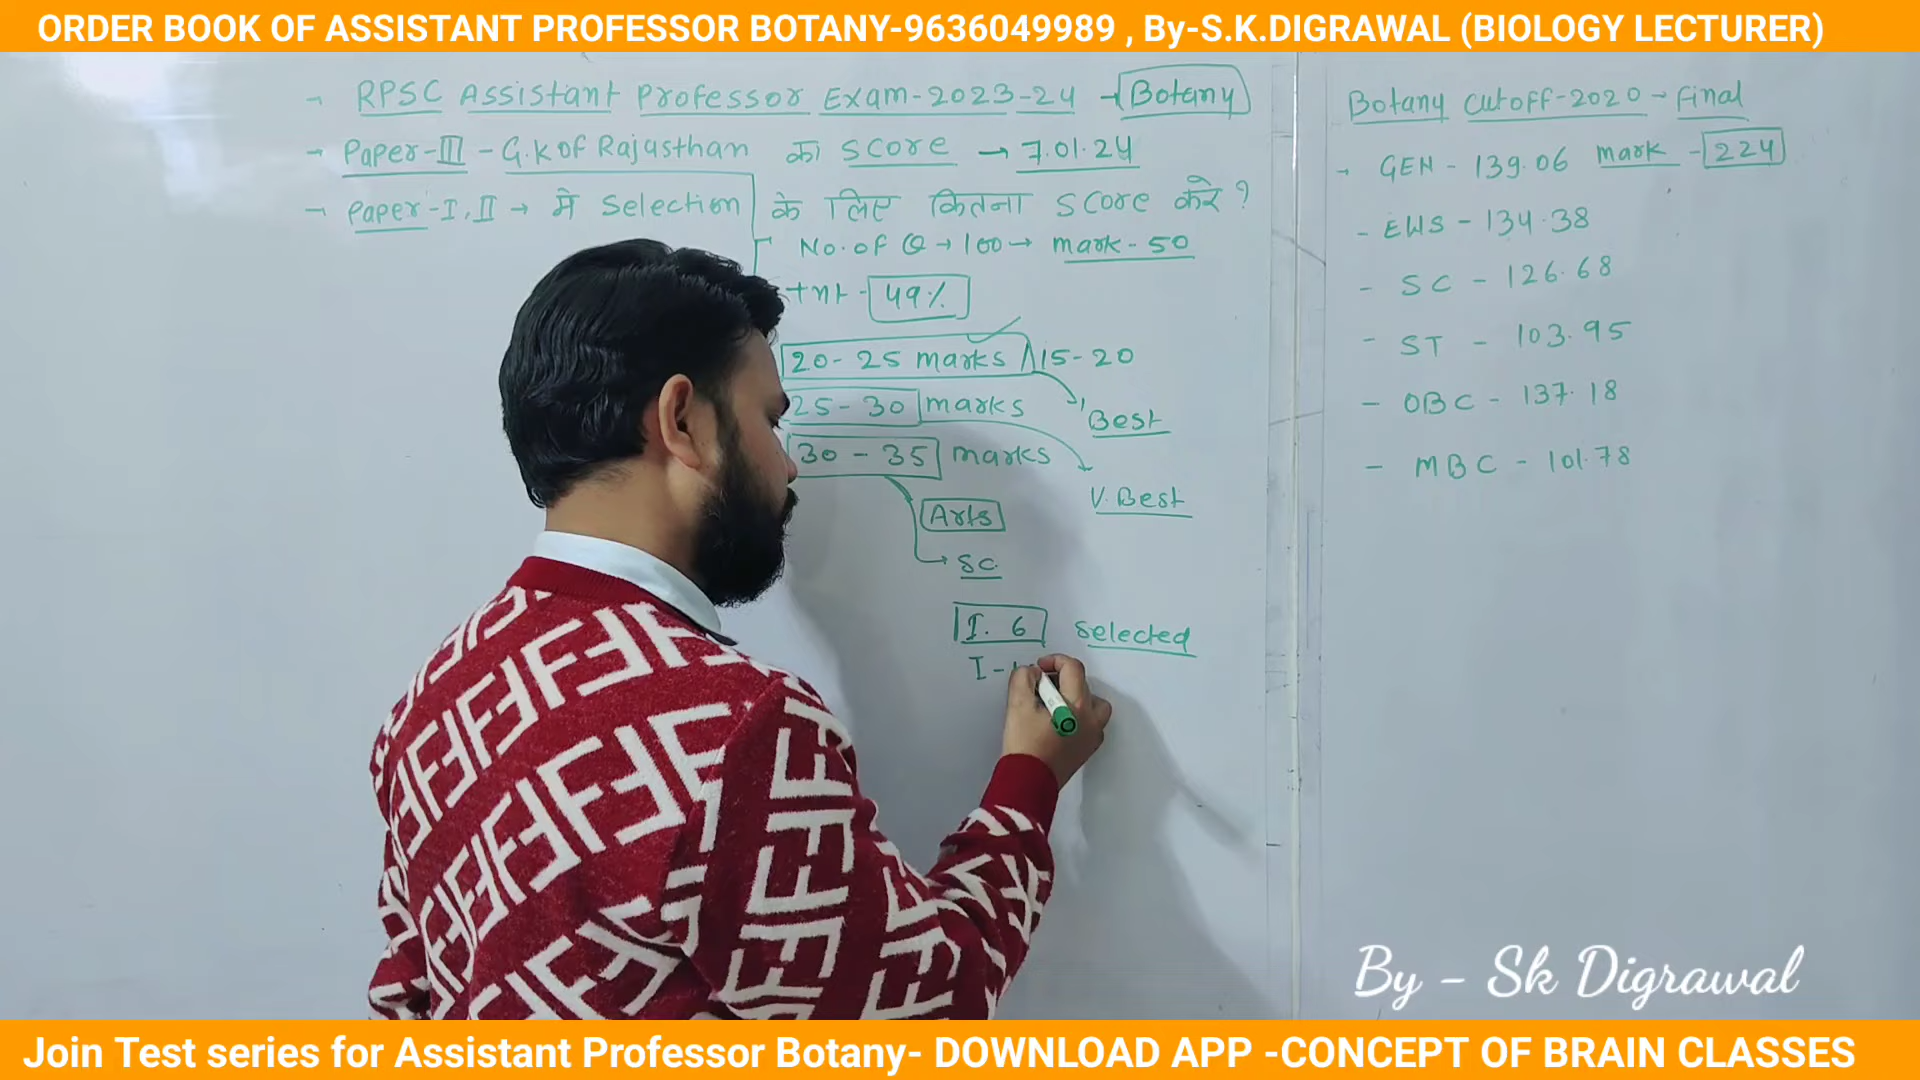 ORDER BOOK OF ASSISTANT PROFESSOR BOTANY-9636049989 , By-S.K.DIGRAWAL (BIOLOGY LECTURER)
- RPSC Assistant Professor Exam-2023-24 - Botany
- Paper-III - G.K of Rajasthan का score → 7.01.24
- Paper-I, II → मे selection के लिए कितना score करे ?
No. of Q → 100 → mark - 50
49%
20-25 marks 15-20
25-30 marks
Best
30-35 marks
V. Best
Arts
→ SC
I. 6 selected
I -
Botany cutoff-2020 - Final
- GEN - 139.06 mark - 224
- EWS - 134.38
- SC - 126.68
- ST - 103.95
- OBC - 137.18
- MBC - 101.78
By - Sk Digrawal
Join Test series for Assistant Professor Botany- DOWNLOAD APP -CONCEPT OF BRAIN CLASSES